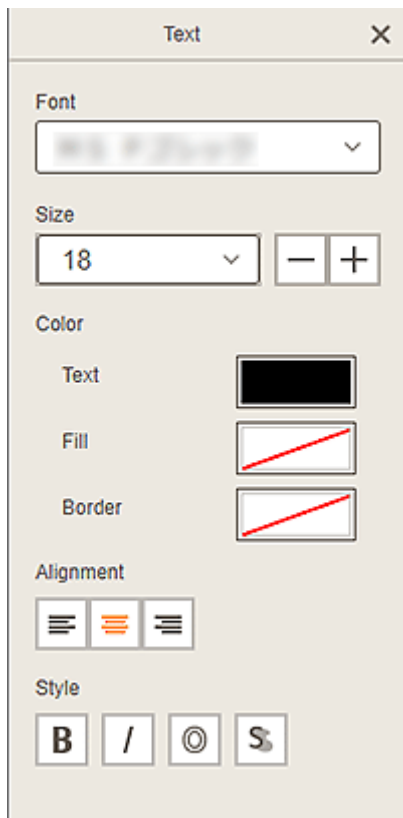 Text
Font
Size
18
Color
Text
Fill
Border
Alignment
Style
B I O S